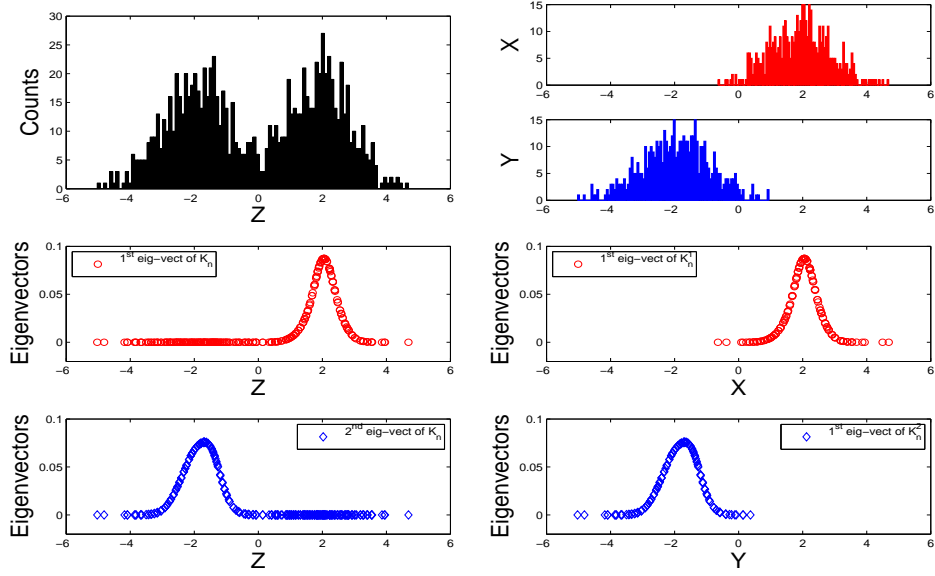 30
25
20
15
10
5
0
Counts
−6 −4 −2 0 2 4 6
Z
15
10
5
0
X
−6 −4 −2 0 2 4 6
15
10
5
0
Y
−6 −4 −2 0 2 4 6
0.1
0.05
0
Eigenvectors
1st eig−vect of Kn
−6 −4 −2 0 2 4 6
Z
0.1
0.05
0
Eigenvectors
1st eig−vect of Kn1
−6 −4 −2 0 2 4 6
X
0.1
0.05
0
Eigenvectors
2nd eig−vect of Kn
−6 −4 −2 0 2 4 6
Z
0.1
0.05
0
Eigenvectors
1st eig−vect of Kn2
−6 −4 −2 0 2 4 6
Y